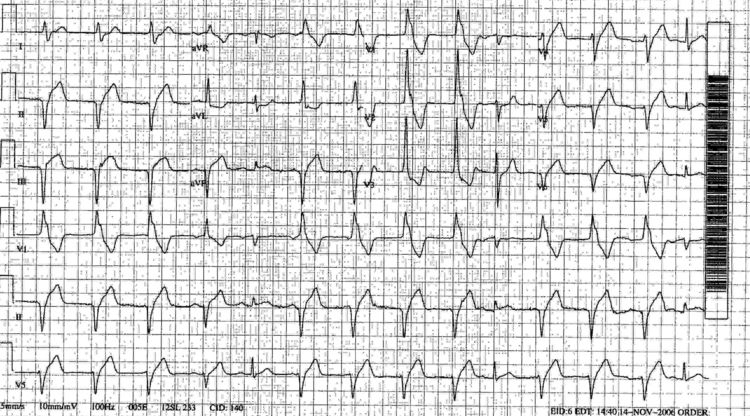 I aVR V1 V4
II aVL V2 V5
III aVF V3 V6
V1
II
V5
5mm/s 10mm/mV 100Hz 005E 12SL 233 CID: 140 EID:6 EDT: 14:40 14-NOV-2006 ORDER: